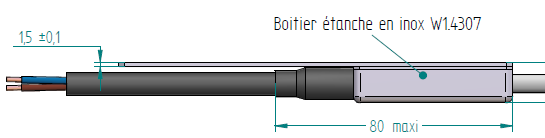 Boitier étanche en inox W1.4307
1,5 ±0,1
80 maxi